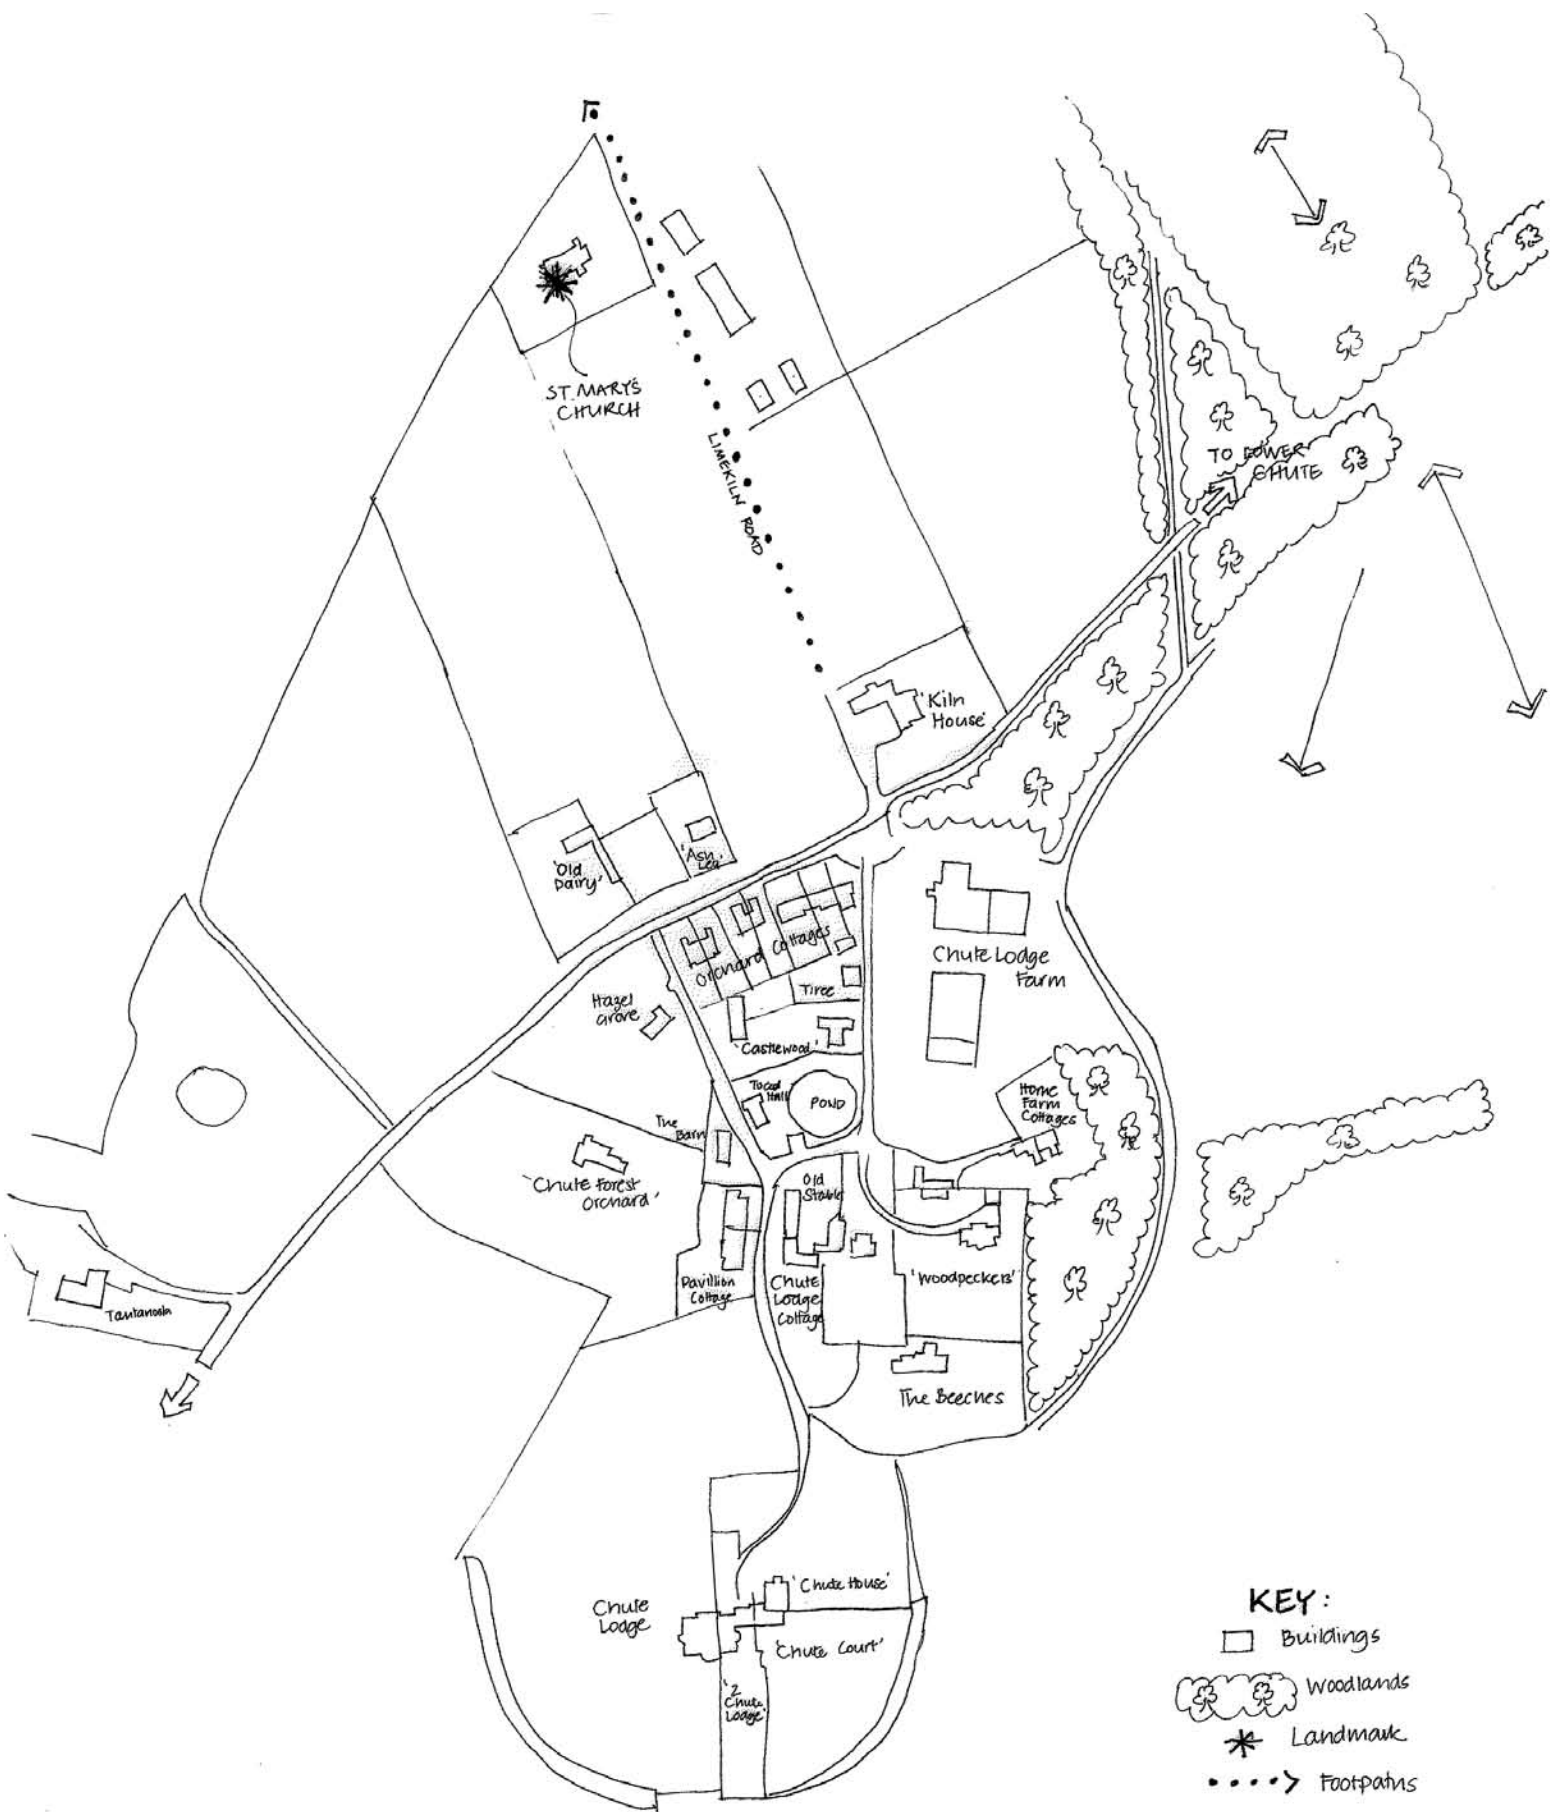 ST. MARY'S
CHURCH
LIMEKILN ROAD
TO LOWER
CHUTE
'Kiln
House'
'Old
Dairy'
'Ash
Lea'
Orchard Cottages
Hazel
Grove
Tiree
'Castlewood'
Chute Lodge
Farm
Toad
Hall
POND
Home
Farm
Cottages
The
Barn
'Chute Forest
Orchard'
Old
Stable
Pavillion
Cottage
Chute
Lodge
Cottage
'Woodpeckers'
The Beeches
Tantanoola
Chute
Lodge
'Chute House'
'Chute Court'
'2
Chute
Lodge'
KEY:
Buildings
Woodlands
Landmark
Footpaths